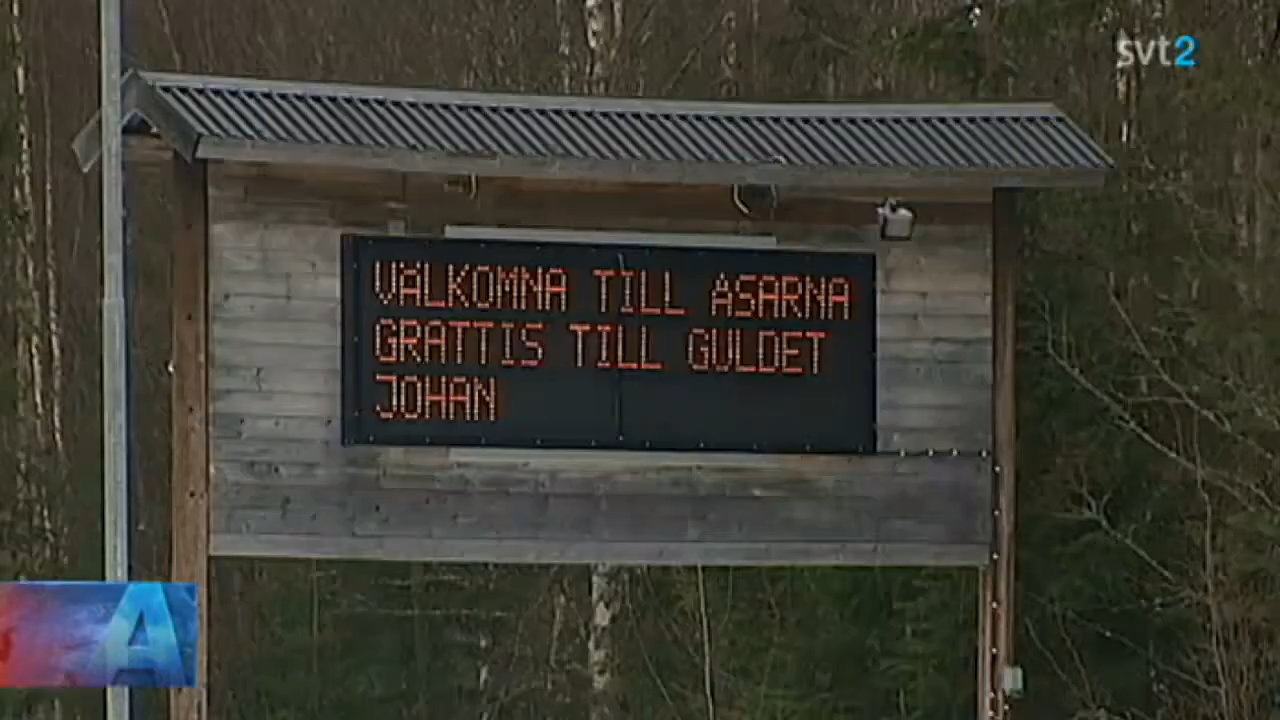 svt2
VÄLKOMNA TILL ÅSARNA
GRATTIS TILL GULDET
JOHAN
A